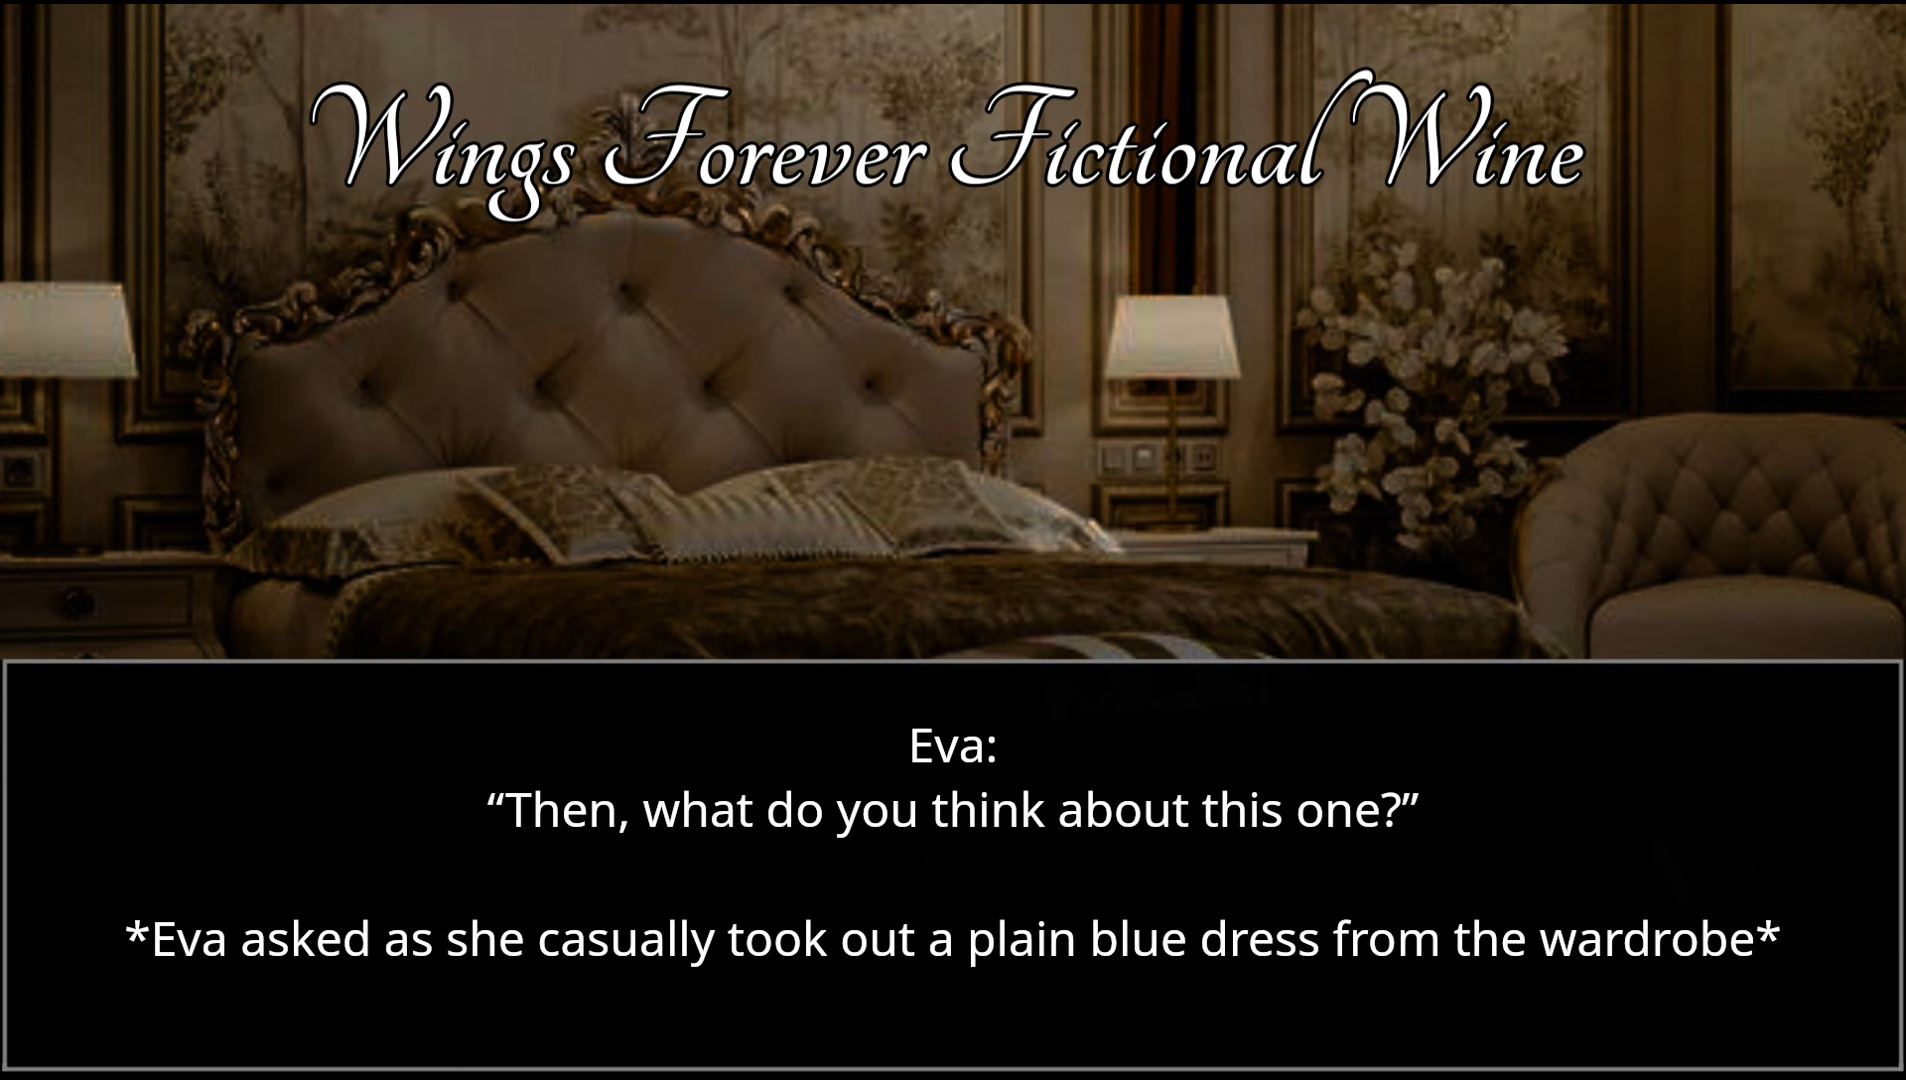 Wings Forever Fictional Wine
Eva:
“Then, what do you think about this one?”
*Eva asked as she casually took out a plain blue dress from the wardrobe*